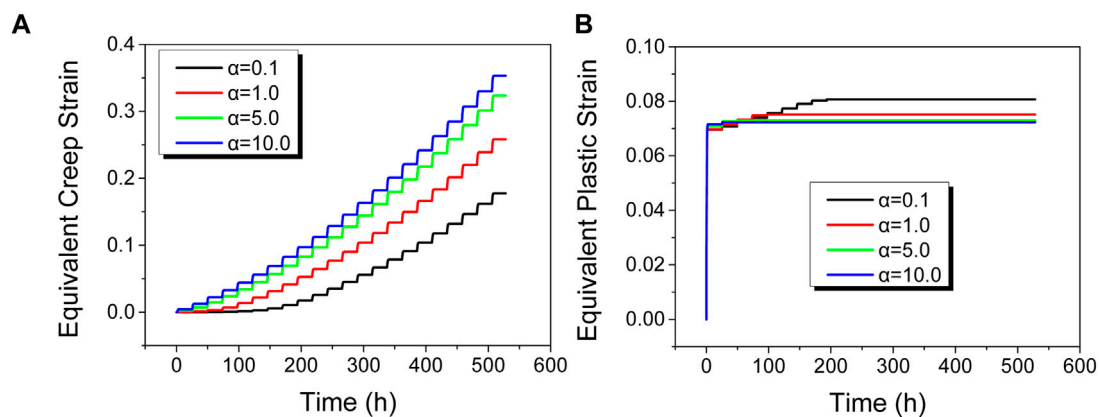 A
Equivalent Creep Strain
0.4
0.3
0.2
0.1
0.0
α=0.1
α=1.0
α=5.0
α=10.0
0 100 200 300 400 500 600
Time (h)
B
Equivalent Plastic Strain
0.10
0.08
0.06
0.04
0.02
0.00
α=0.1
α=1.0
α=5.0
α=10.0
0 100 200 300 400 500 600
Time (h)